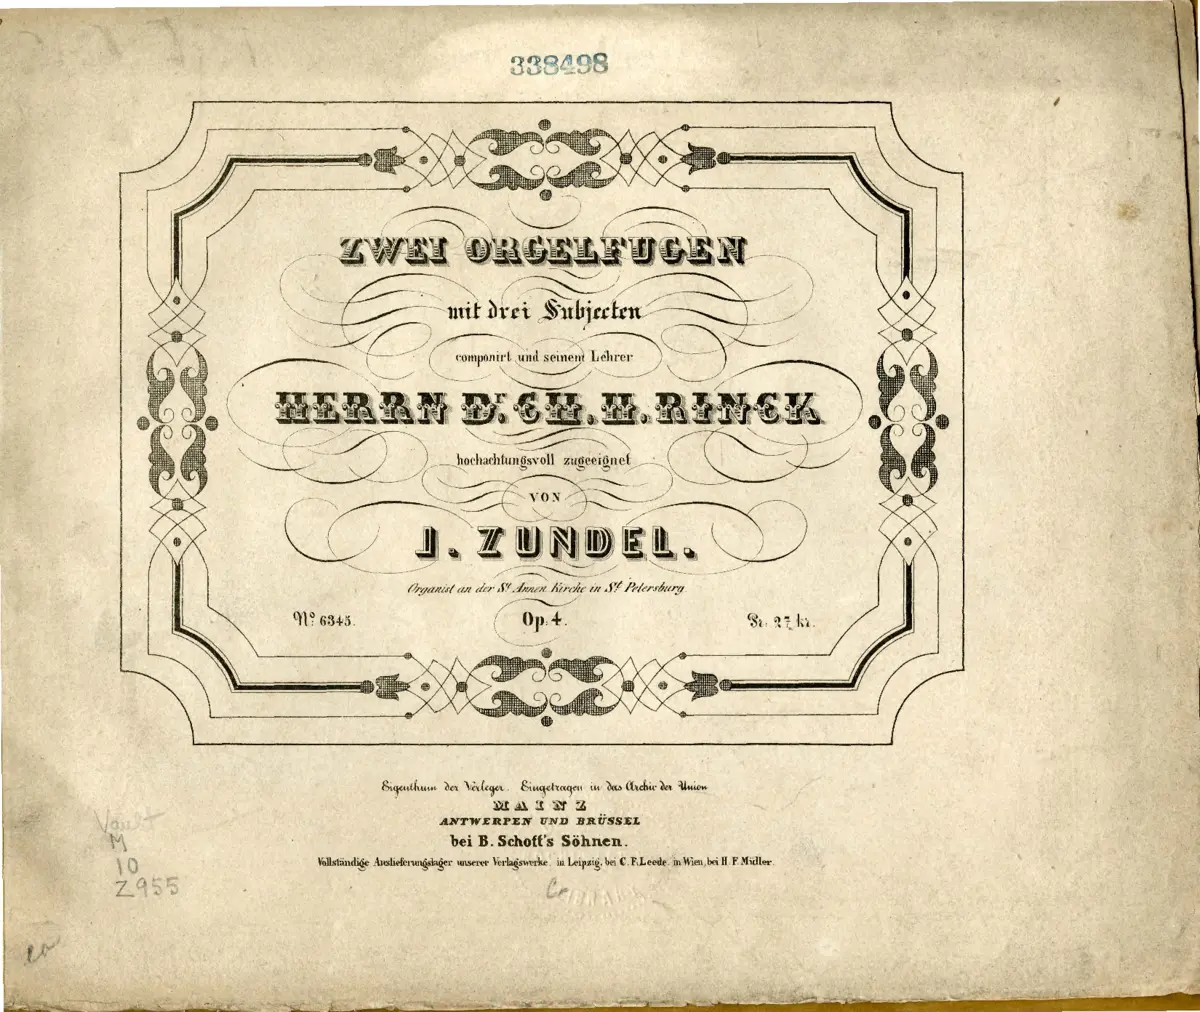 338498
ZWEI ORGELFUGEN
mit drei Subjecten
componirt und seinem Lehrer
HERRN Dr. CH. H. RINCK
hochachtungsvoll zugeeignet
VON
J. ZUNDEL.
Organist an der St. Annen Kirche in St. Petersburg
No. 6345.
Op. 4.
Pr. 27 kr.
Eigenthum der Verleger. Eingetragen in das Archiv der Union
MAINZ
ANTWERPEN UND BRÜSSEL
bei B. Schott's Söhnen.
Vollständige Auslieferungslager unserer Verlagswerke. in Leipzig, bei C. F. Leede. in Wien, bei H. F. Müller.
Vault
M
10
Z955